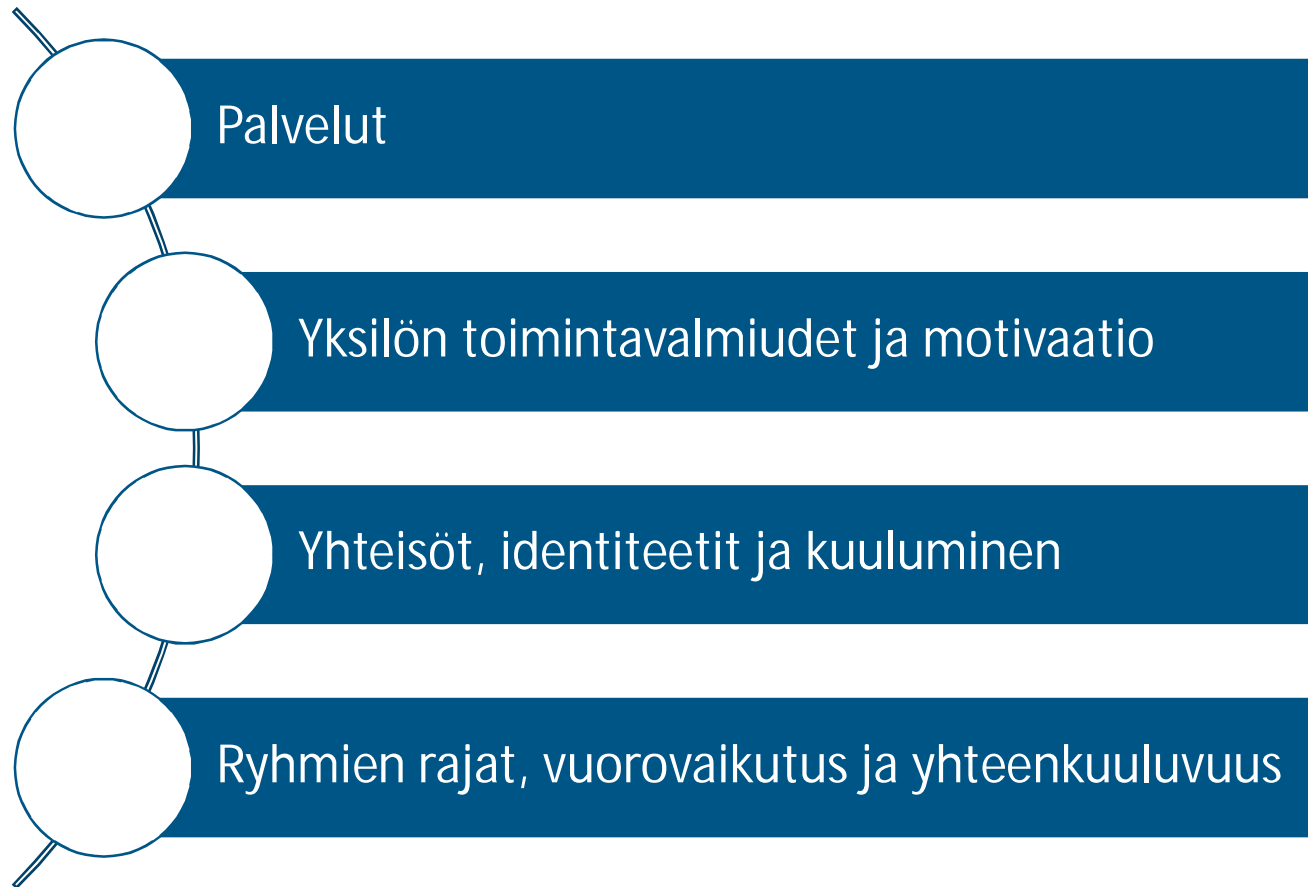 Palvelut
Yksilön toimintavalmiudet ja motivaatio
Yhteisöt, identiteetit ja kuuluminen
Ryhmien rajat, vuorovaikutus ja yhteenkuuluvuus